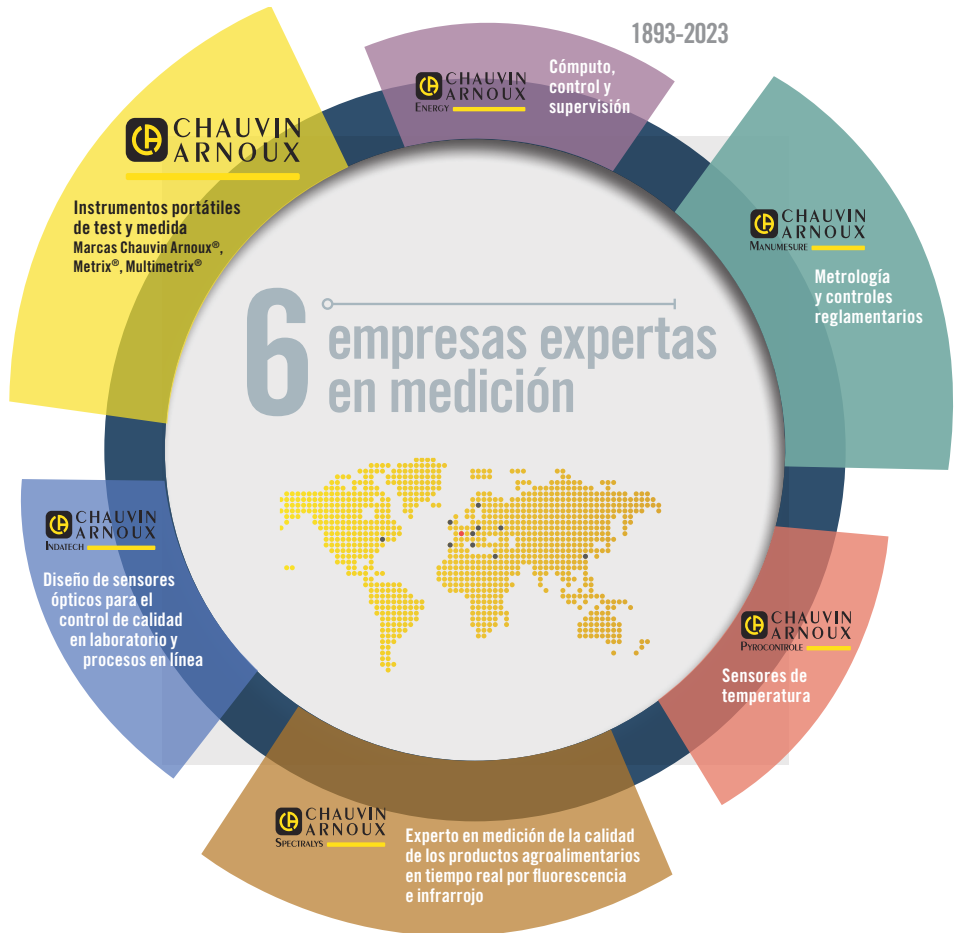 1893-2023
CHAUVIN
ARNOUX
ENERGY
Cómputo,
control y
supervisión
CHAUVIN
ARNOUX
Instrumentos portátiles
de test y medida
Marcas Chauvin Arnoux®,
Metrix®, Multimetrix®
CHAUVIN
ARNOUX
MANUMESURE
Metrología
y controles
reglamentarios
6 empresas expertas
en medición
CHAUVIN
ARNOUX
INDATECH
Diseño de sensores
ópticos para el
control de calidad
en laboratorio y
procesos en línea
CHAUVIN
ARNOUX
PYROCONTROLE
Sensores de
temperatura
CHAUVIN
ARNOUX
SPECTRALYS
Experto en medición de la calidad
de los productos agroalimentarios
en tiempo real por fluorescencia
e infrarrojo